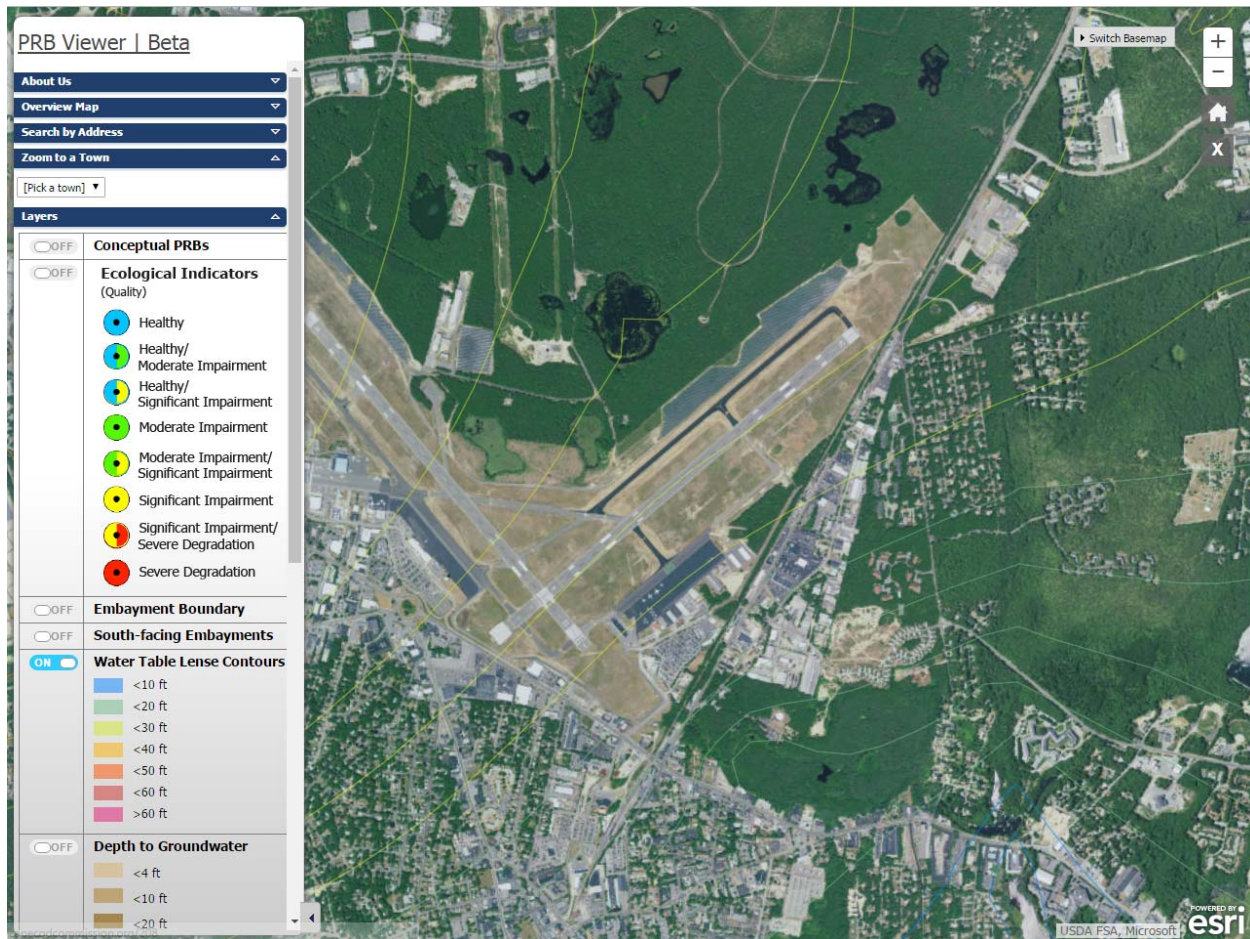 PRB Viewer | Beta
About Us
Overview Map
Search by Address
Zoom to a Town
[Pick a town]
Layers
OFF Conceptual PRBs
OFF Ecological Indicators
(Quality)
Healthy
Healthy/
Moderate Impairment
Healthy/
Significant Impairment
Moderate Impairment
Moderate Impairment/
Significant Impairment
Significant Impairment
Significant Impairment/
Severe Degradation
Severe Degradation
OFF Embayment Boundary
OFF South-facing Embayments
ON Water Table Lense Contours
<10 ft
<20 ft
<30 ft
<40 ft
<50 ft
<60 ft
>60 ft
OFF Depth to Groundwater
<4 ft
<10 ft
<20 ft
Switch Basemap
+
−
X
USDA FSA, Microsoft
POWERED BY
esri